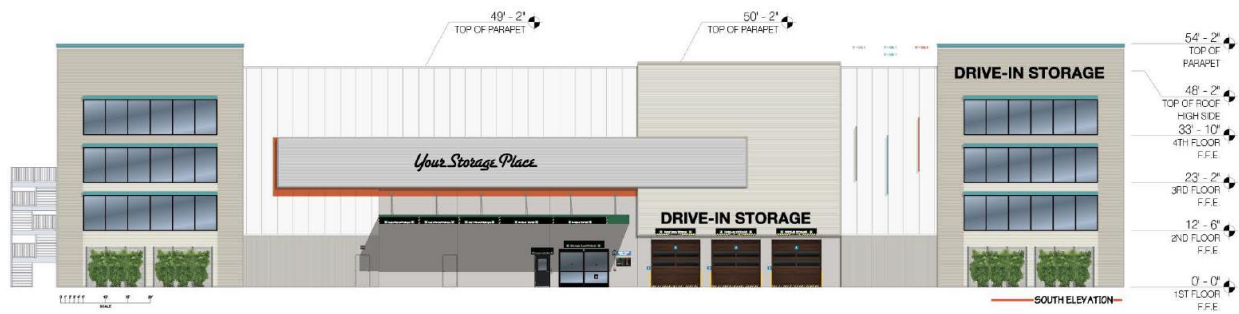 49' - 2"
TOP OF PARAPET
50' - 2"
TOP OF PARAPET
54' - 2"
TOP OF
PARAPET
DRIVE-IN STORAGE
DRIVE-IN STORAGE
48' - 2"
TOP OF ROOF
HIGH SIDE
33' - 10"
4TH FLOOR
F.F.E.
Your Storage Place
23' - 2"
3RD FLOOR
F.F.E.
12' - 6"
2ND FLOOR
F.F.E.
0' - 0"
1ST FLOOR
F.F.E.
SCALE
SOUTH ELEVATION